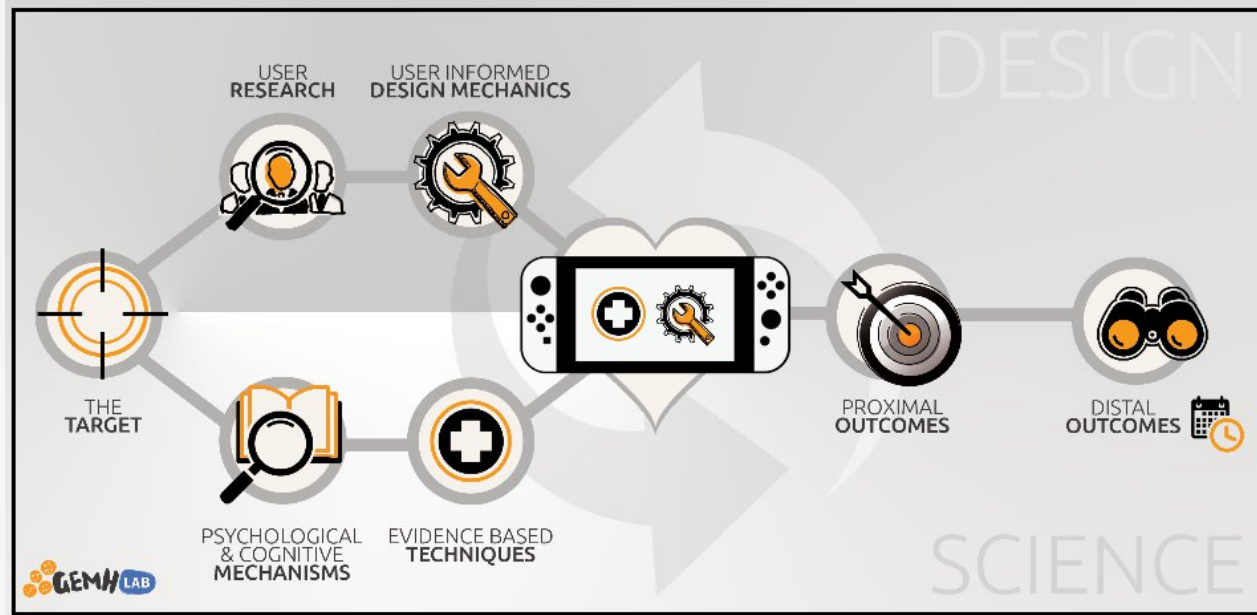 DESIGN
USER
RESEARCH
USER INFORMED
DESIGN MECHANICS
THE
TARGET
PROXIMAL
OUTCOMES
DISTAL
OUTCOMES
PSYCHOLOGICAL
& COGNITIVE
MECHANISMS
EVIDENCE BASED
TECHNIQUES
SCIENCE
GEMH LAB